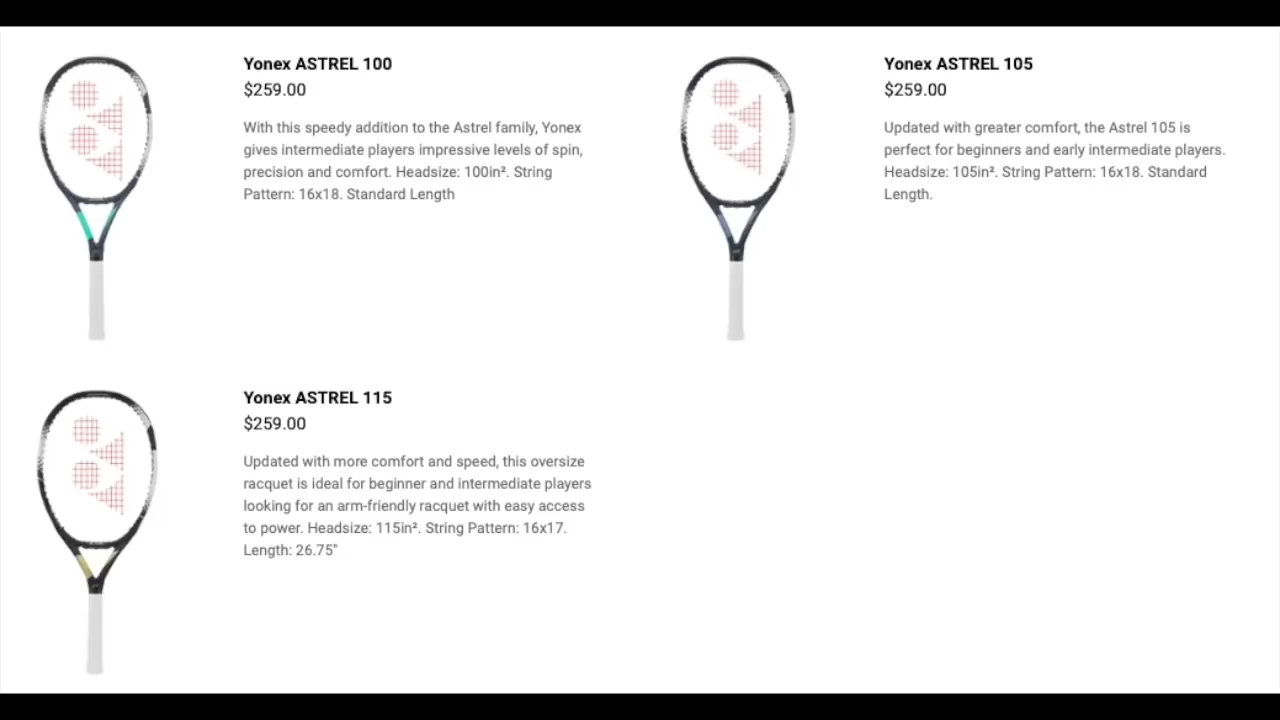 Yonex ASTREL 100
$259.00
With this speedy addition to the Astrel family, Yonex
gives intermediate players impressive levels of spin,
precision and comfort. Headsize: 100in². String
Pattern: 16x18. Standard Length
Yonex ASTREL 105
$259.00
Updated with greater comfort, the Astrel 105 is
perfect for beginners and early intermediate players.
Headsize: 105in². String Pattern: 16x18. Standard
Length.
Yonex ASTREL 115
$259.00
Updated with more comfort and speed, this oversize
racquet is ideal for beginner and intermediate players
looking for an arm-friendly racquet with easy access
to power. Headsize: 115in². String Pattern: 16x17.
Length: 26.75"